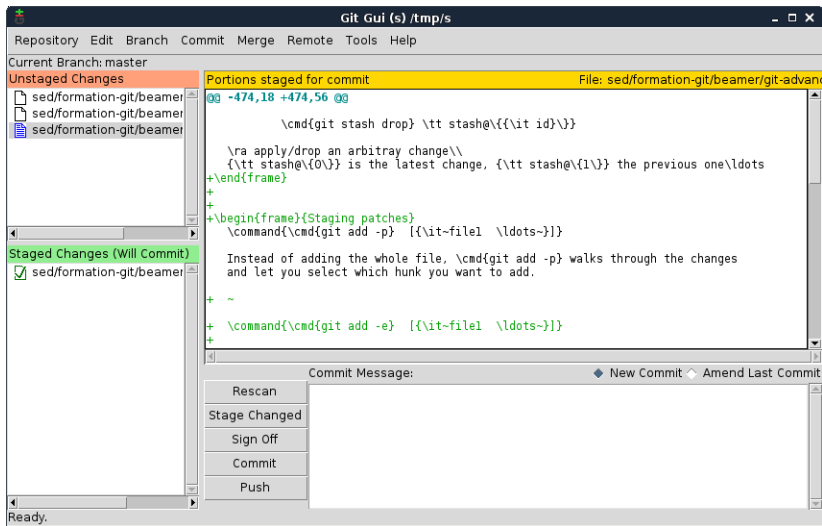 Git Gui (s) /tmp/s
Repository Edit Branch Commit Merge Remote Tools Help
Current Branch: master
Unstaged Changes
sed/formation-git/beamer
sed/formation-git/beamer
sed/formation-git/beamer
Staged Changes (Will Commit)
sed/formation-git/beamer
Portions staged for commit File: sed/formation-git/beamer/git-advan
@@ -474,18 +474,56 @@
\cmd{git stash drop} \tt stash@\{{\it id}\}}
\ra apply/drop an arbitray change\\
{\tt stash@\{0\}} is the latest change, {\tt stash@\{1\}} the previous one\ldots
+\end{frame}
+
+
+\begin{frame}{Staging patches}
\command{\cmd{git add -p} [{\it~file1 \ldots~}]}
Instead of adding the whole file, \cmd{git add -p} walks through the changes
and let you select which hunk you want to add.
+ ~
+ \command{\cmd{git add -e} [{\it~file1 \ldots~}]}
+
Commit Message: New Commit Amend Last Commit
Rescan
Stage Changed
Sign Off
Commit
Push
Ready.